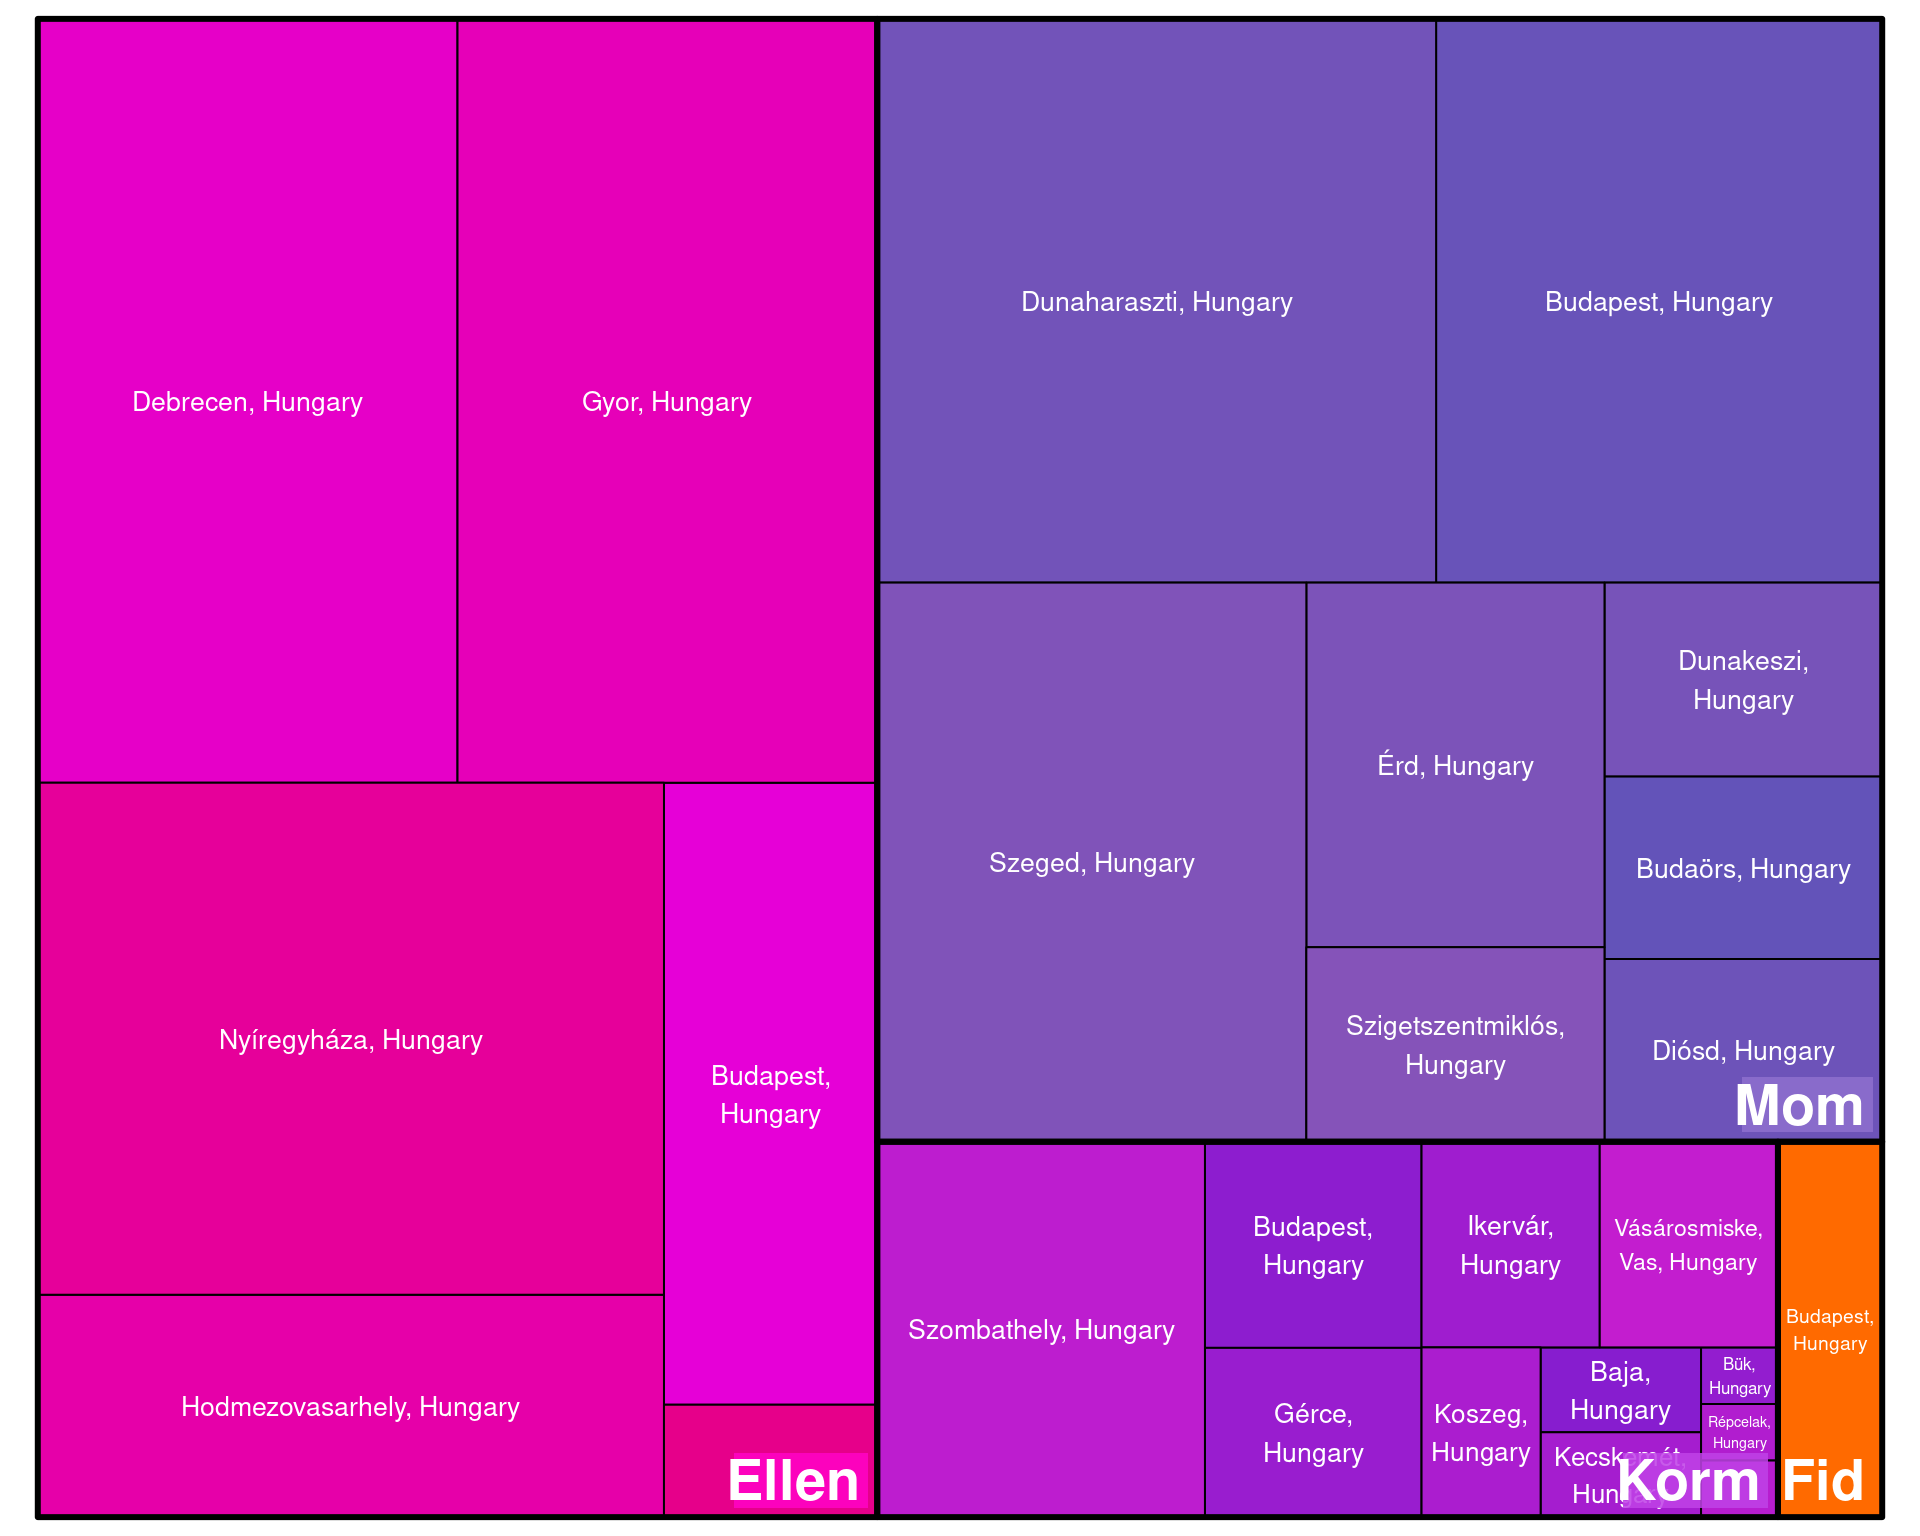 Debrecen, Hungary
Gyor, Hungary
Nyíregyháza, Hungary
Budapest,
Hungary
Hodmezovasarhely, Hungary
Ellen
Dunaharaszti, Hungary
Budapest, Hungary
Szeged, Hungary
Érd, Hungary
Szigetszentmiklós,
Hungary
Dunakeszi,
Hungary
Budaörs, Hungary
Diósd, Hungary
Mom
Szombathely, Hungary
Budapest,
Hungary
Gérce,
Hungary
Ikervár,
Hungary
Vásárosmiske,
Vas, Hungary
Koszeg,
Hungary
Baja,
Hungary
Kecskemét,
Hungary
Bük,
Hungary
Répcelak,
Hungary
Korm
Budapest,
Hungary
Fid